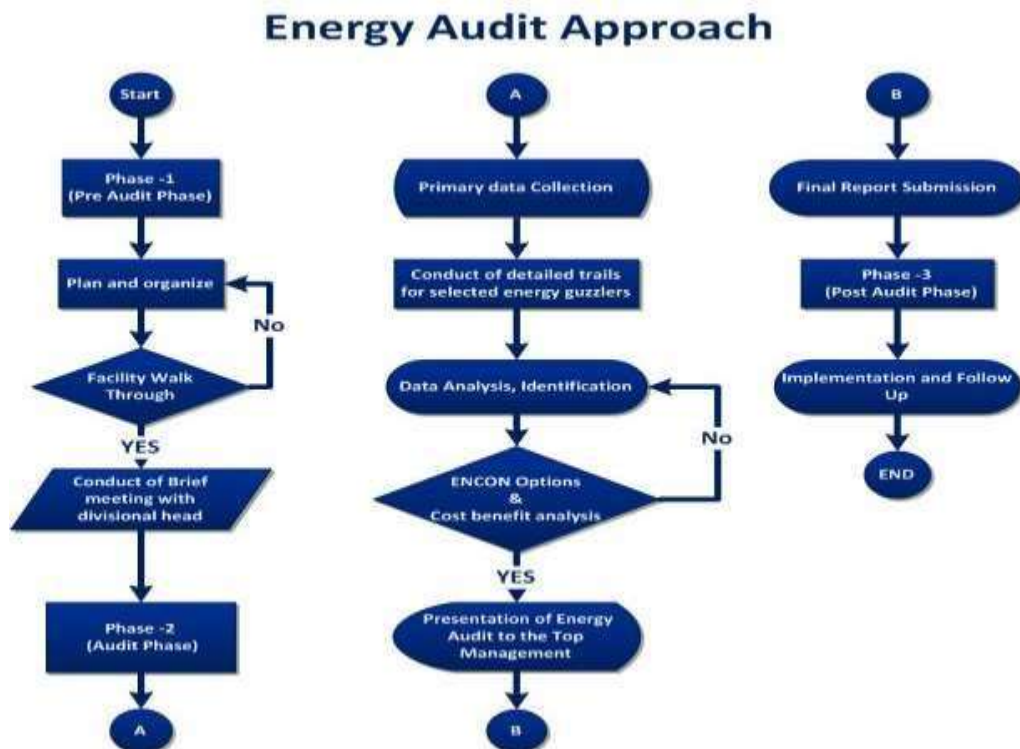 Energy Audit Approach
Start
Phase -1
(Pre Audit Phase)
Plan and organize
No
Facility Walk
Through
YES
Conduct of Brief
meeting with
divisional head
Phase -2
(Audit Phase)
A
A
Primary data Collection
Conduct of detailed trails
for selected energy guzzlers
Data Analysis, Identification
No
ENCON Options
&
Cost benefit analysis
YES
Presentation of Energy
Audit to the Top
Management
B
B
Final Report Submission
Phase -3
(Post Audit Phase)
Implementation and Follow
Up
END